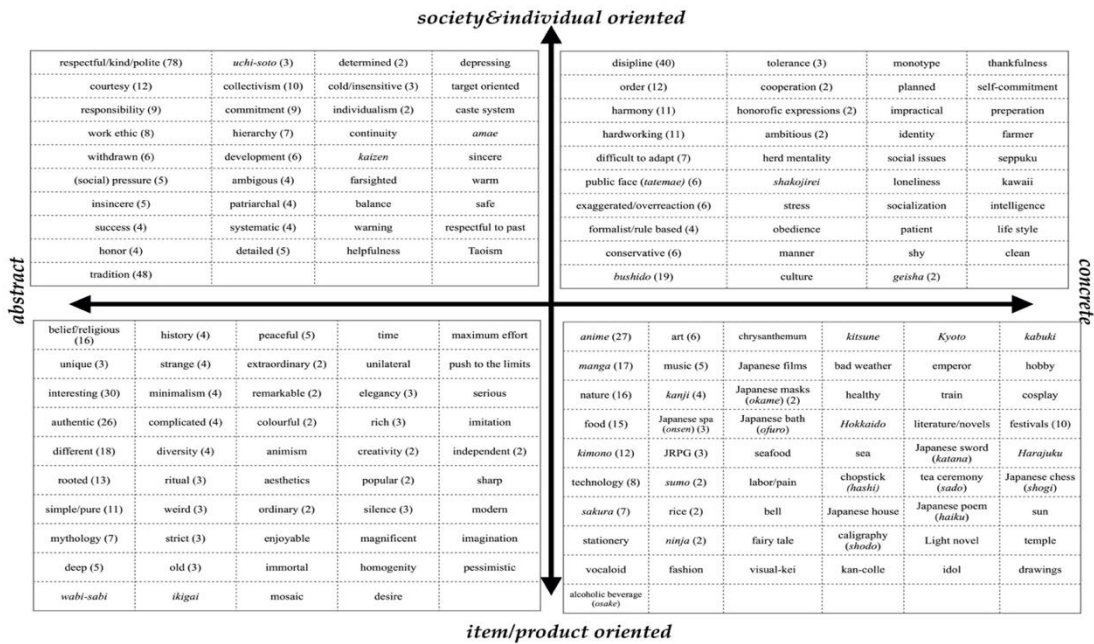 society&individual oriented
respectful/kind/polite (78) uchi-soto (3) determined (2) depressing
courtesy (12) collectivism (10) cold/insensitive (3) target oriented
responsibility (9) commitment (9) individualism (2) caste system
work ethic (8) hierarchy (7) continuity amae
withdrawn (6) development (6) kaizen sincere
(social) pressure (5) ambigous (4) farsighted warm
insincere (5) patriarchal (4) balance safe
success (4) systematic (4) warning respectful to past
honor (4) detailed (5) helpfulness Taoism
tradition (48)
disipline (40) tolerance (3) monotype thankfulness
order (12) cooperation (2) planned self-commitment
harmony (11) honorofic expressions (2) impractical preperation
hardworking (11) ambitious (2) identity farmer
difficult to adapt (7) herd mentality social issues seppuku
public face (tatemae) (6) shakojirei loneliness kawaii
exaggerated/overreaction (6) stress socialization intelligence
formalist/rule based (4) obedience patient life style
conservative (6) manner shy clean
bushido (19) culture geisha (2)
abstract
concrete
belief/religious
(16) history (4) peaceful (5) time maximum effort
unique (3) strange (4) extraordinary (2) unilateral push to the limits
interesting (30) minimalism (4) remarkable (2) elegancy (3) serious
authentic (26) complicated (4) colourful (2) rich (3) imitation
different (18) diversity (4) animism creativity (2) independent (2)
rooted (13) ritual (3) aesthetics popular (2) sharp
simple/pure (11) weird (3) ordinary (2) silence (3) modern
mythology (7) strict (3) enjoyable magnificent imagination
deep (5) old (3) immortal homogenity pessimistic
wabi-sabi ikigai mosaic desire
anime (27) art (6) chrysanthemum kitsune Kyoto kabuki
manga (17) music (5) Japanese films bad weather emperor hobby
nature (16) kanji (4) Japanese masks
(okame) (2) healthy train cosplay
food (15) Japanese spa
(onsen) (3) Japanese bath
(ofuro) Hokkaido literature/novels festivals (10)
kimono (12) JRPG (3) seafood sea Japanese sword
(katana) Harajuku
technology (8) sumo (2) labor/pain chopstick
(hashi) tea ceremony
(sado) Japanese chess
(shogi)
sakura (7) rice (2) bell Japanese house Japanese poem
(haiku) sun
stationery ninja (2) fairy tale caligraphy
(shodo) Light novel temple
vocaloid fashion visual-kei kan-colle idol drawings
alcoholic beverage
(osake)
item/product oriented